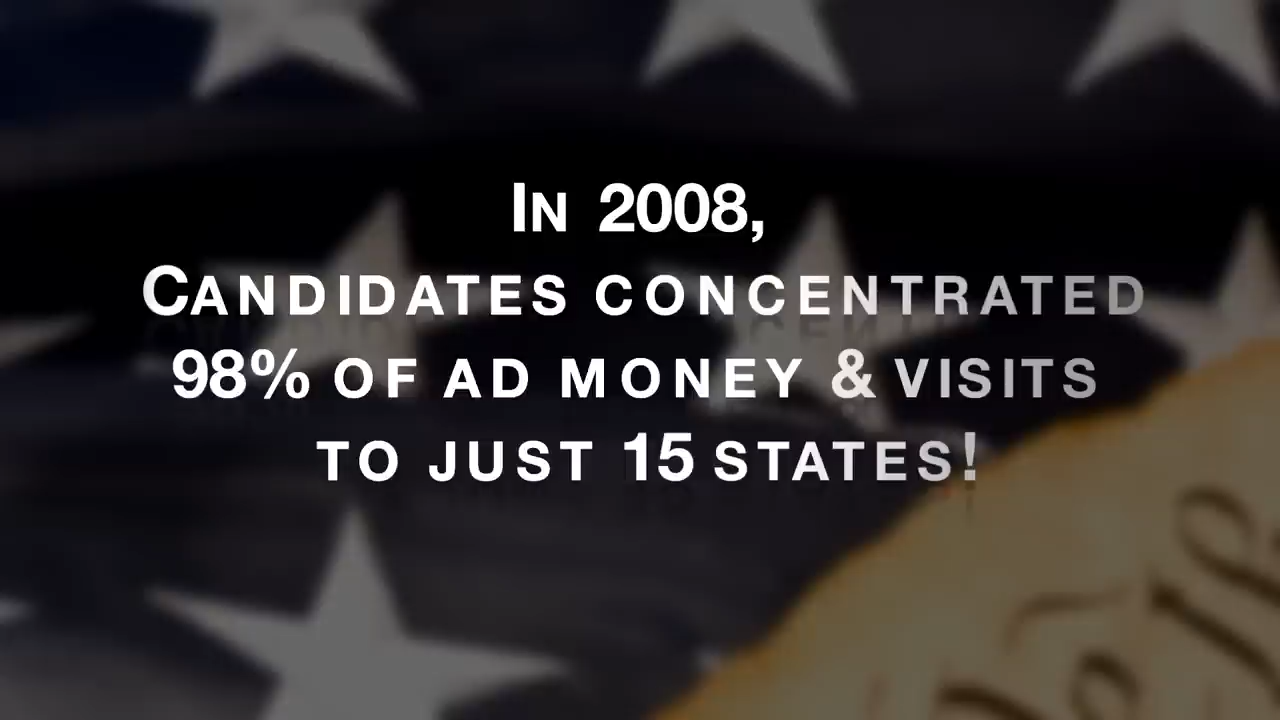 In 2008,
Candidates concentrated
98% of ad money & visits
to just 15 states!